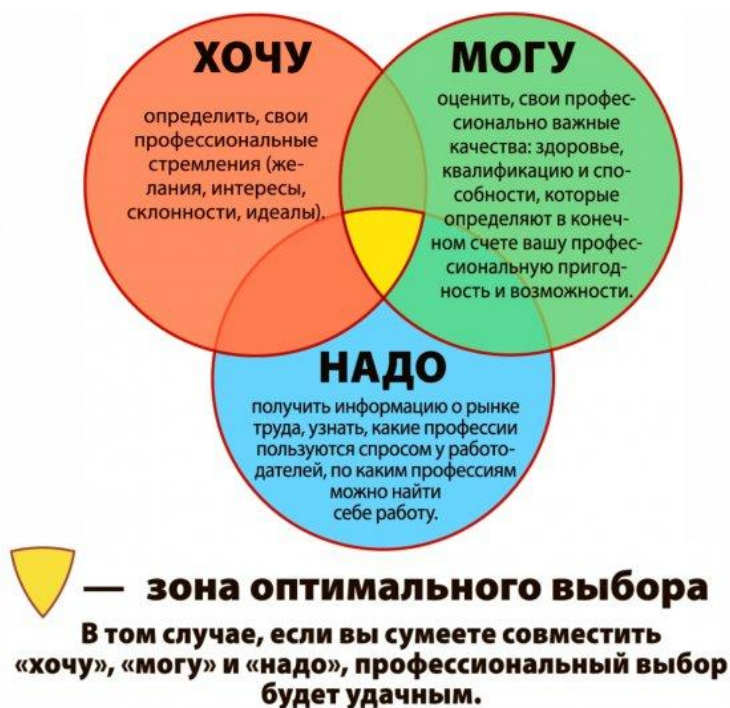 ХОЧУ
определить, свои
профессиональные
стремления (же-
лания, интересы,
склонности, идеалы).
МОГУ
оценить, свои профес-
сионально важные
качества: здоровье,
квалификацию и спо-
собности, которые
определяют в конеч-
ном счете вашу профес-
сиональную пригод-
ность и возможности.
НАДО
получить информацию о рынке
труда, узнать, какие профессии
пользуются спросом у работо-
дателей, по каким профессиям
можно найти
себе работу.
— зона оптимального выбора
В том случае, если вы сумеете совместить
«хочу», «могу» и «надо», профессиональный выбор
будет удачным.